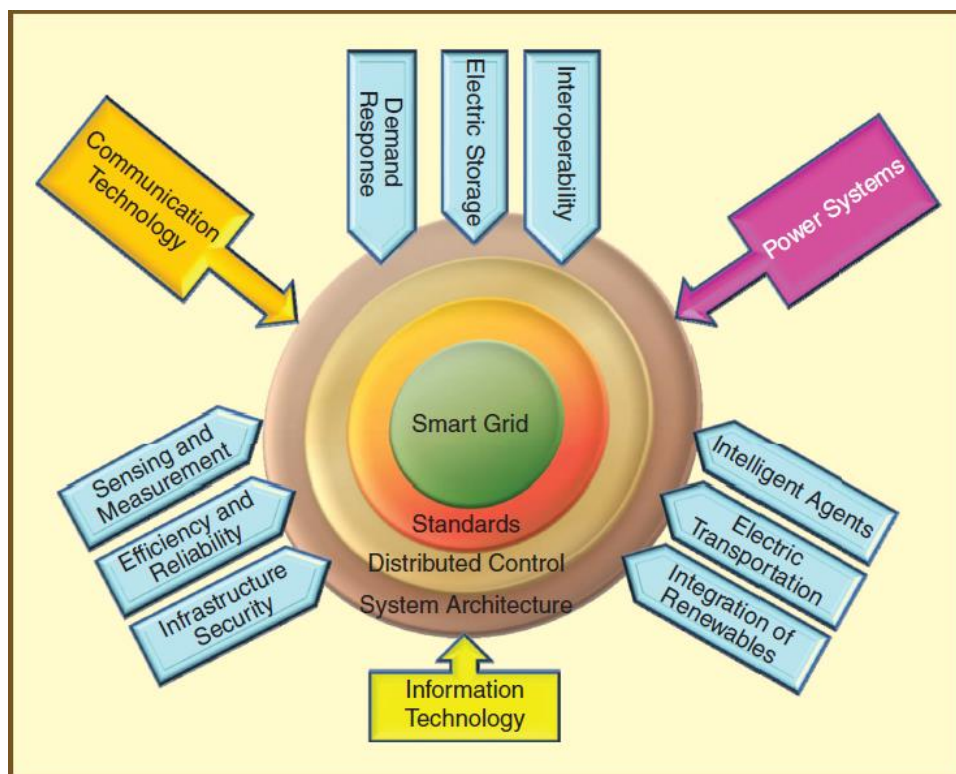 Demand
Response
Electric Storage
Interoperability
Communication
Technology
Power Systems
Smart Grid
Standards
Distributed Control
System Architecture
Sensing and
Measurement
Efficiency and
Reliability
Infrastructure
Security
Intelligent Agents
Electric
Transportation
Integration of
Renewables
Information
Technology